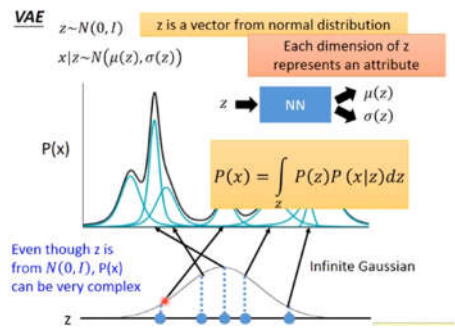 VAE
z~N(0, I)
z is a vector from normal distribution
x|z~N(μ(z), σ(z))
Each dimension of z
represents an attribute
z
NN
μ(z)
σ(z)
P(x)
P(x) = ∫ P(z)P(x|z)dz
z
Even though z is
from N(0, I), P(x)
can be very complex
Infinite Gaussian
z